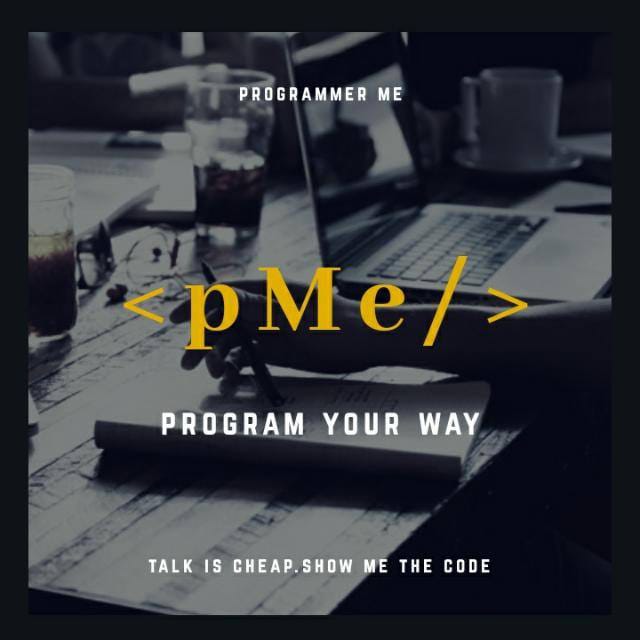 PROGRAMMER ME
<pMe/>
PROGRAM YOUR WAY
TALK IS CHEAP.SHOW ME THE CODE